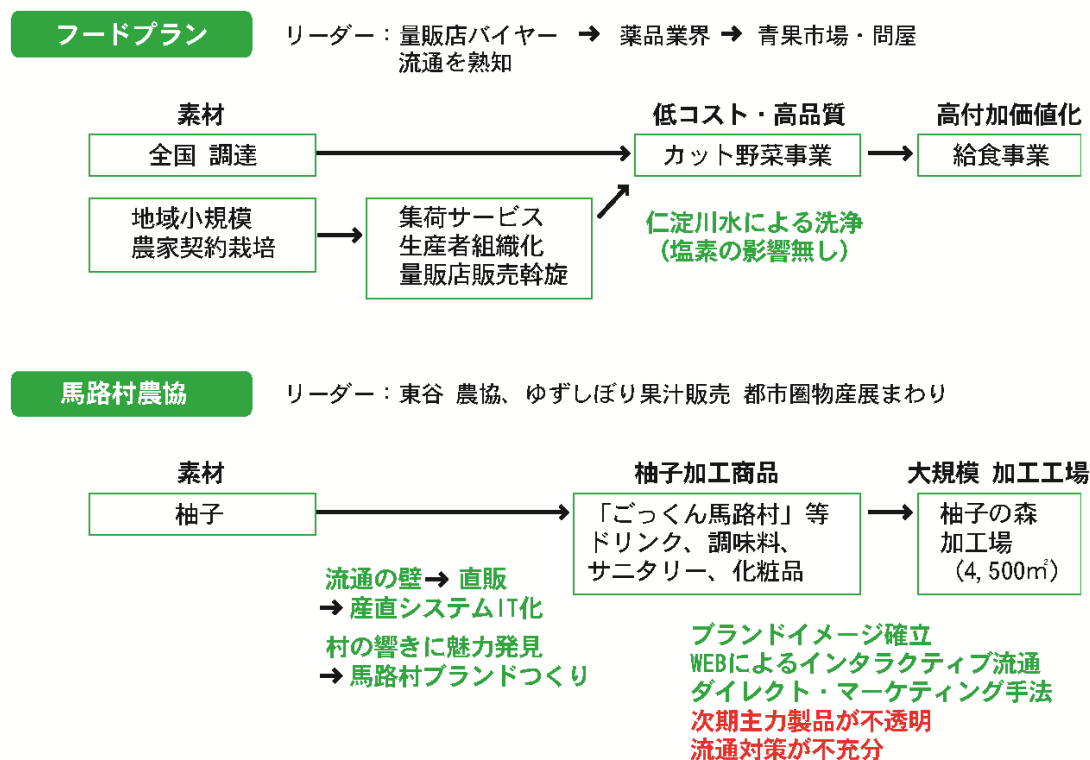 フードプラン
リーダー：量販店バイヤー → 薬品業界 → 青果市場・問屋
流通を熟知
素材
低コスト・高品質
高付加価値化
全国 調達
カット野菜事業
給食事業
地域小規模
農家契約栽培
集荷サービス
生産者組織化
量販店販売斡旋
仁淀川水による洗浄
（塩素の影響無し）
馬路村農協
リーダー：東谷 農協、ゆずしぼり果汁販売 都市圏物産展まわり
素材
柚子加工商品
大規模 加工工場
柚子
「ごっくん馬路村」等
ドリンク、調味料、
サニタリー、化粧品
柚子の森
加工場
（4,500㎡）
流通の壁→ 直販
→ 産直システムIT化
村の響きに魅力発見
→ 馬路村ブランドつくり
ブランドイメージ確立
WEBによるインタラクティブ流通
ダイレクト・マーケティング手法
次期主力製品が不透明
流通対策が不充分